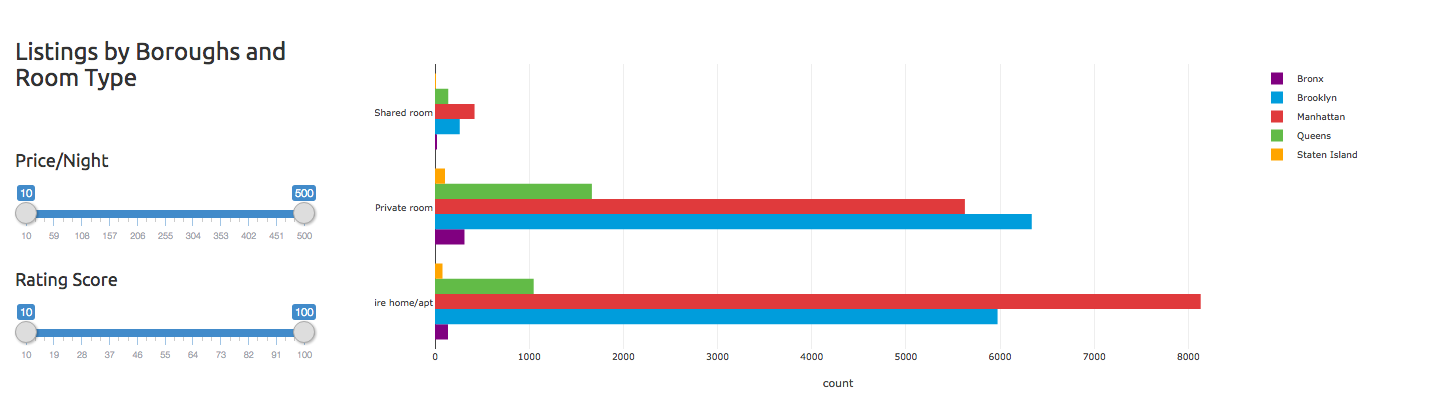 Listings by Boroughs and
Room Type
Price/Night
10 500
10 59 108 157 206 255 304 353 402 451 500
Rating Score
10 100
10 19 28 37 46 55 64 73 82 91 100
Shared room
Private room
ire home/apt
0 1000 2000 3000 4000 5000 6000 7000 8000
count
Bronx
Brooklyn
Manhattan
Queens
Staten Island